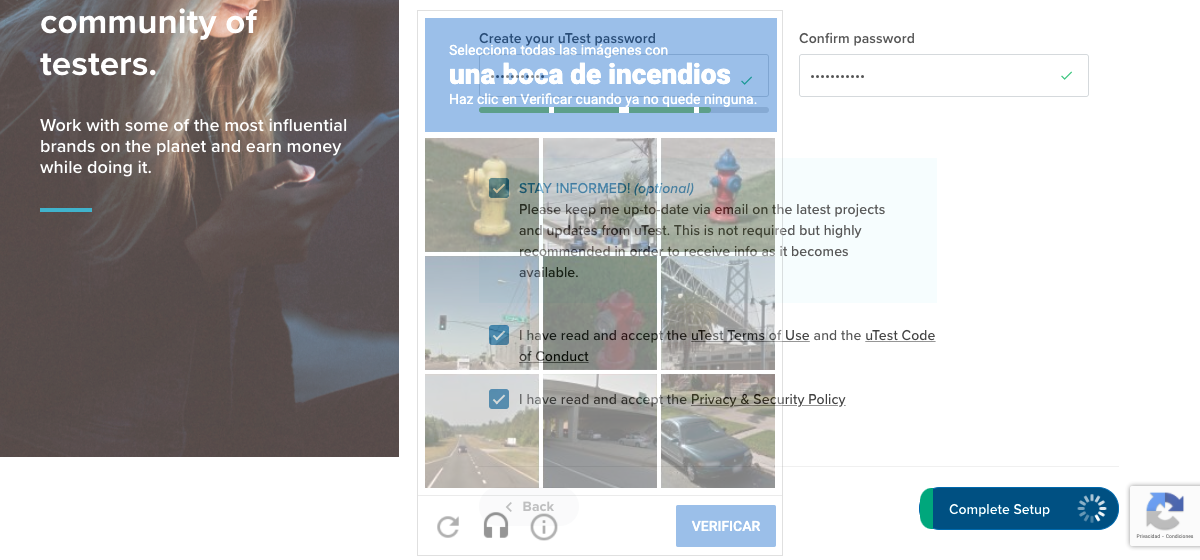 community of
testers.
Work with some of the most influential
brands on the planet and earn money
while doing it.
Create your uTest password
Confirm password
•••••••••••
Selecciona todas las imágenes con
una boca de incendios
Haz clic en Verificar cuando ya no quede ninguna.
STAY INFORMED! (optional)
Please keep me up-to-date via email on the latest projects
and updates from uTest. This is not required but highly
recommended in order to receive info as it becomes
available.
I have read and accept the uTest Terms of Use and the uTest Code
of Conduct
I have read and accept the Privacy & Security Policy
Back
VERIFICAR
Complete Setup
Privacidad - Condiciones